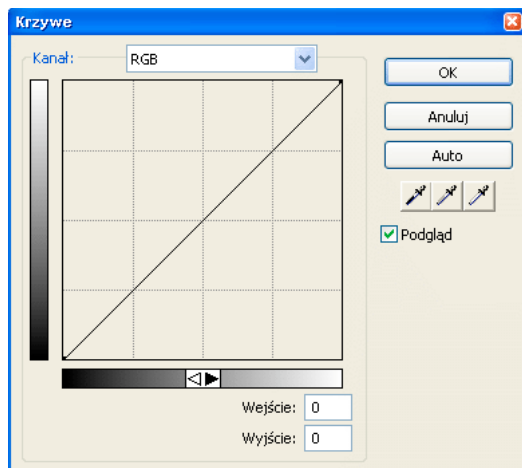 Krzywe
Kanał: RGB
OK
Anuluj
Auto
Podgląd
Wejście: 0
Wyjście: 0